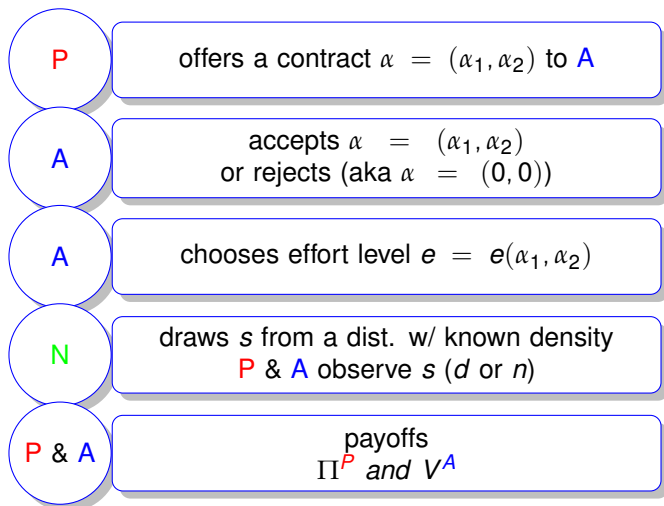 P
offers a contract α = (α₁, α₂) to A
A
accepts α = (α₁, α₂)
or rejects (aka α = (0, 0))
A
chooses effort level e = e(α₁, α₂)
N
draws s from a dist. w/ known density
P & A observe s (d or n)
P & A
payoffs
Πᴾ and Vᴬ